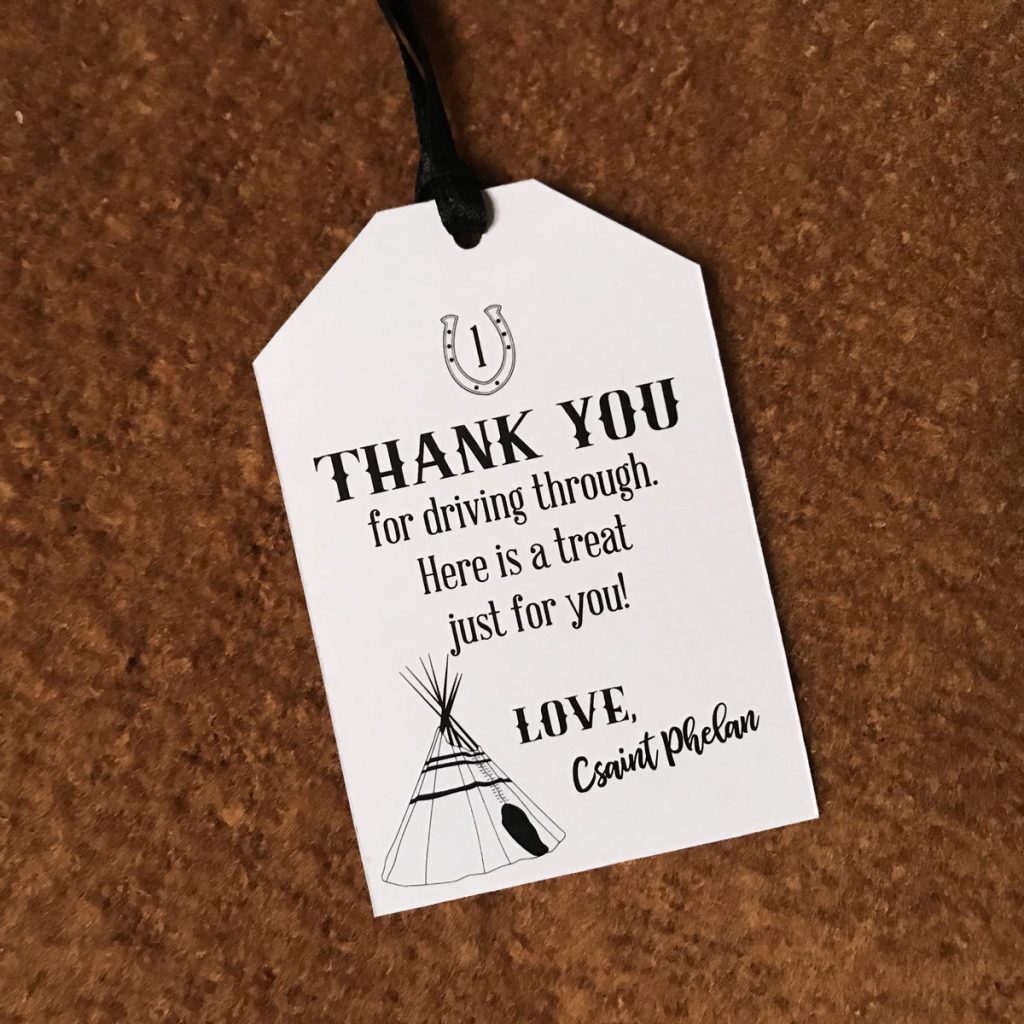 1
THANK YOU
for driving through.
Here is a treat
just for you!
LOVE,
Csaint Phelan